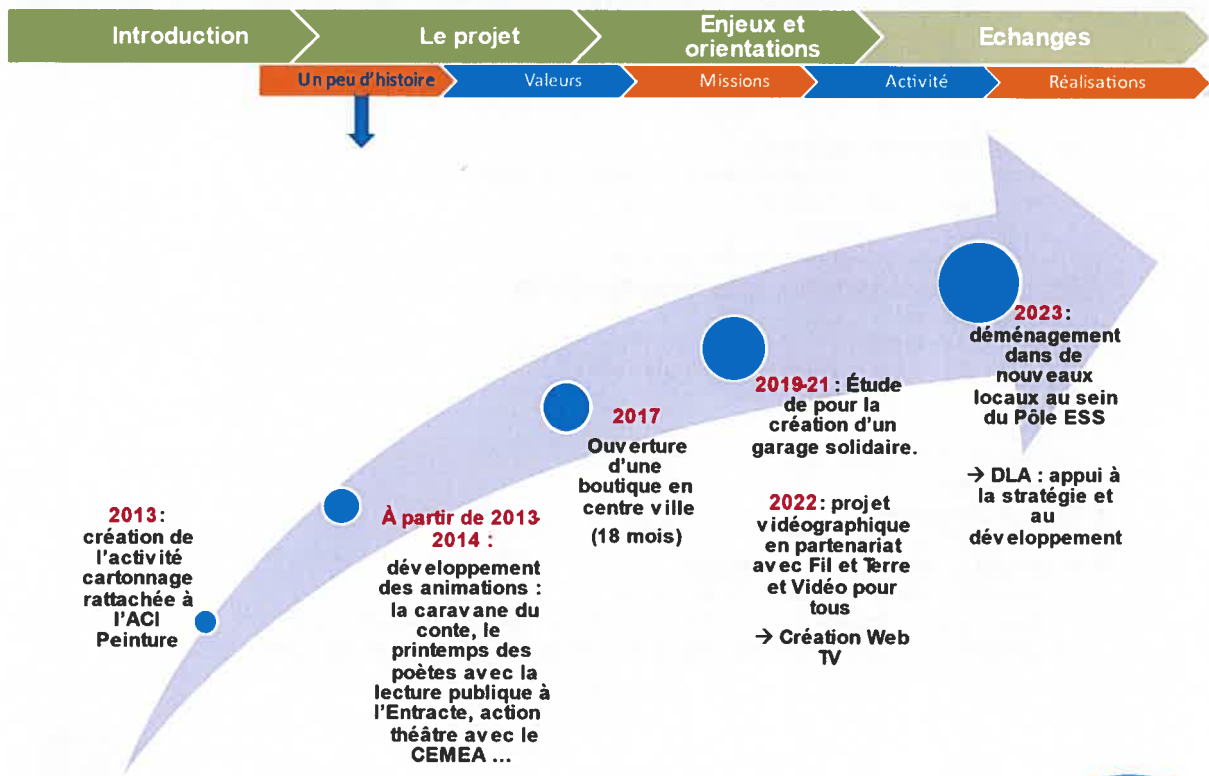 Introduction
Le projet
Enjeux et
orientations
Echanges
Un peu d'histoire
Valeurs
Missions
Activité
Réalisations
2013 :
création de
l'activité
cartonnage
rattachée à
l'ACI
Peinture
À partir de 2013-
2014 :
développement
des animations :
la caravane du
conte, le
printemps des
poètes avec la
lecture publique à
l'Entracte, action
théâtre avec le
CEMEA ...
2017
Ouverture
d'une
boutique en
centre ville
(18 mois)
2019-21 : Étude
de pour la
création d'un
garage solidaire.
2022 : projet
vidéographique
en partenariat
avec Fil et Terre
et Vidéo pour
tous
→ Création Web
TV
2023 :
déménagement
dans de
nouveaux
locaux au sein
du Pôle ESS
→ DLA : appui à
la stratégie et
au
développement